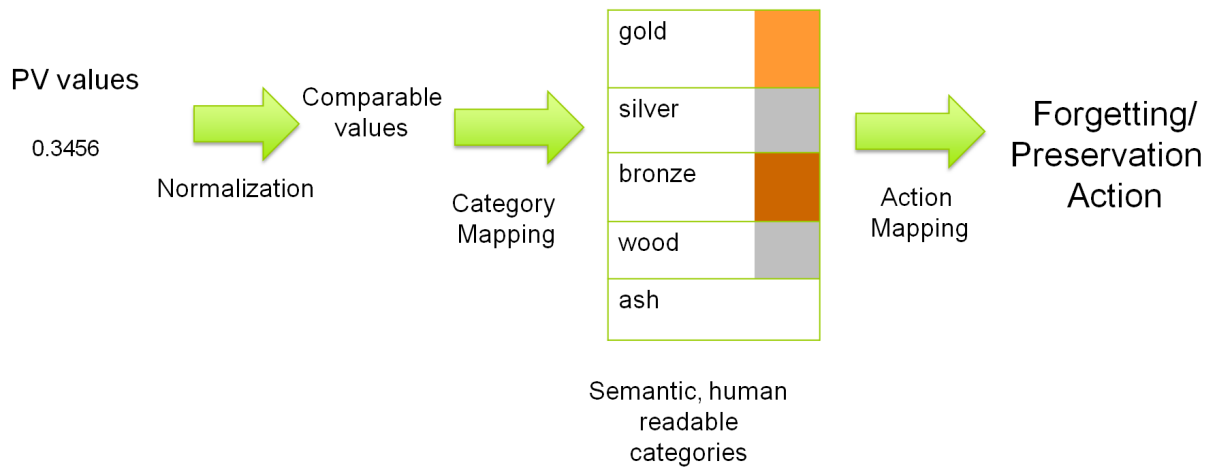 PV values
0.3456
Normalization
Comparable
values
Category
Mapping
gold
silver
bronze
wood
ash
Semantic, human
readable
categories
Action
Mapping
Forgetting/
Preservation
Action